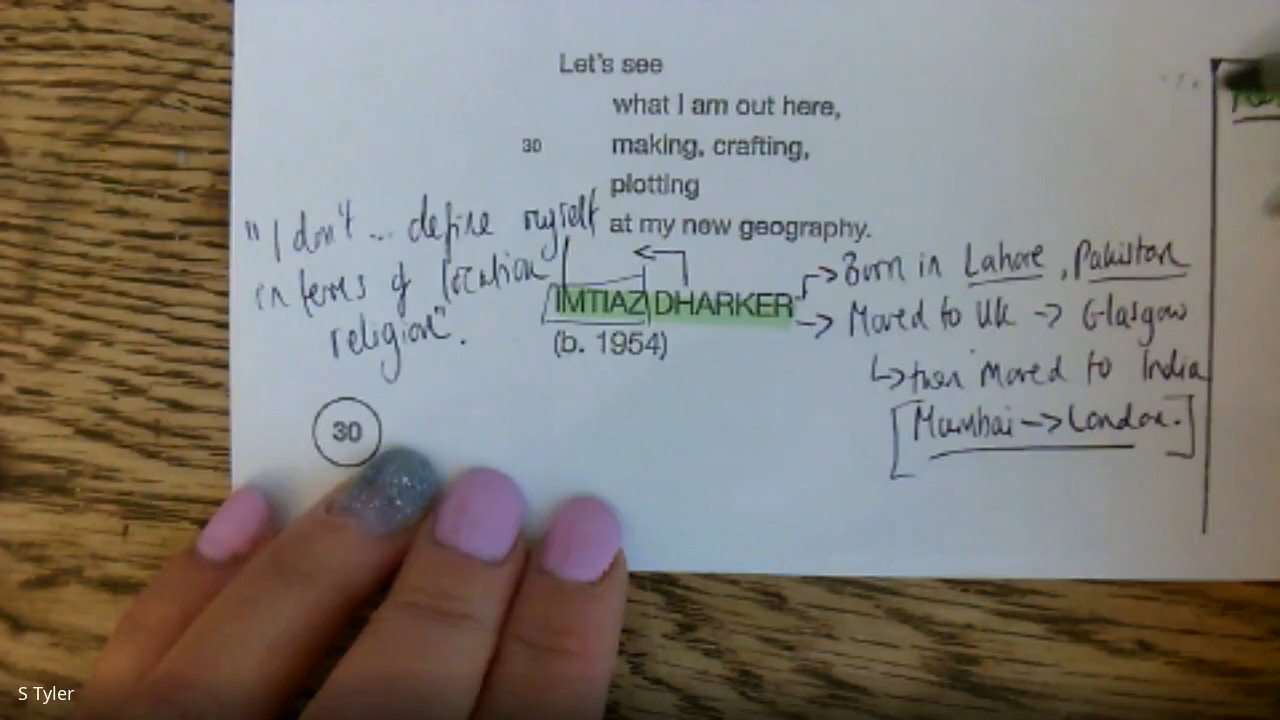 Let's see
what I am out here,
30 making, crafting,
plotting
at my new geography.
"I don't ... define myself
in terms of location
religion".
IMTIAZ DHARKER
(b. 1954)
→ Born in Lahore, Pakistan
→ Moved to UK → Glasgow
↳ then moved to India
[Mumbai → London.]
30
S Tyler